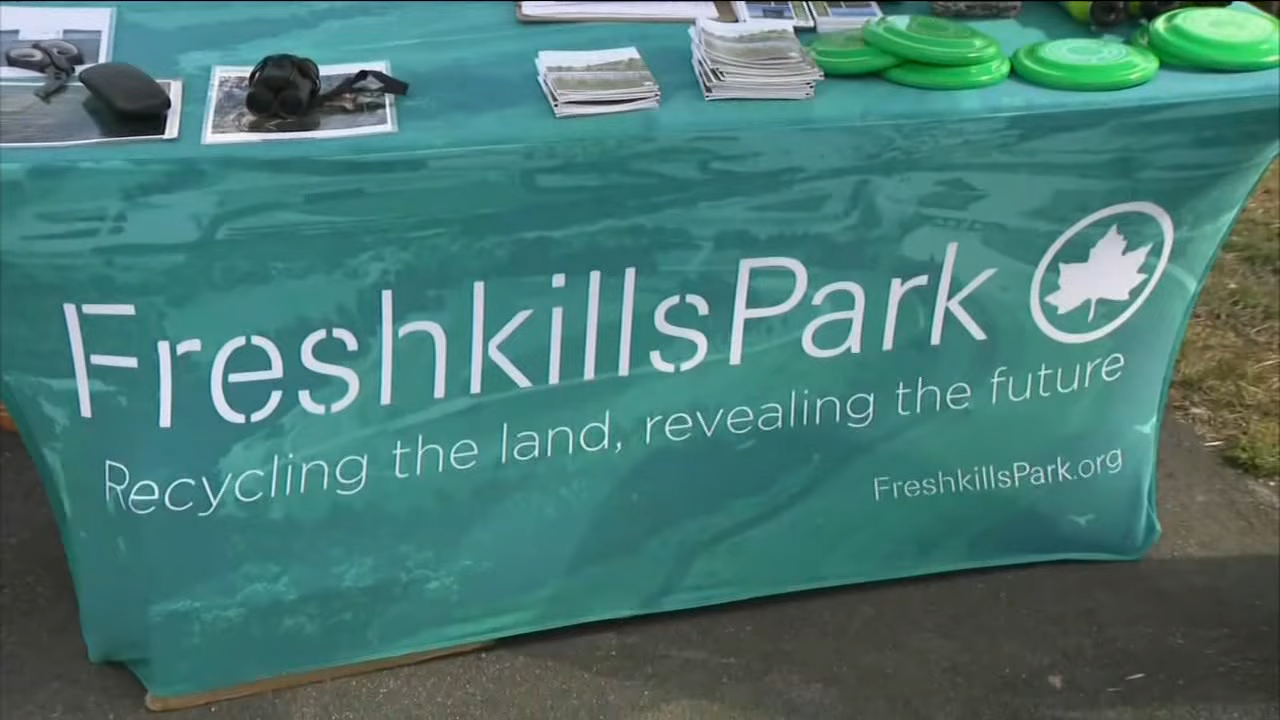 FreshkillsPark
Recycling the land, revealing the future
FreshkillsPark.org